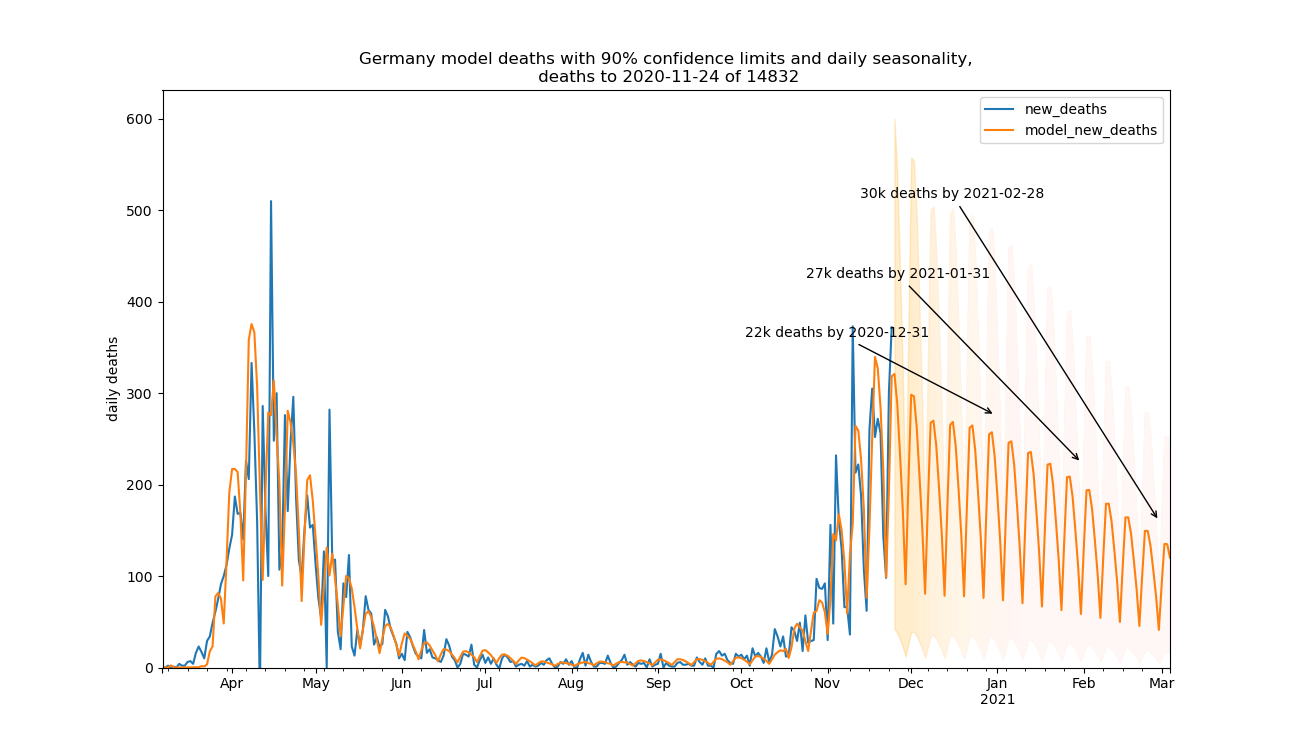 Germany model deaths with 90% confidence limits and daily seasonality,
deaths to 2020-11-24 of 14832
new_deaths
model_new_deaths
600
500
400
300
200
100
0
daily deaths
30k deaths by 2021-02-28
27k deaths by 2021-01-31
22k deaths by 2020-12-31
Apr May Jun Jul Aug Sep Oct Nov Dec Jan Feb Mar
2021